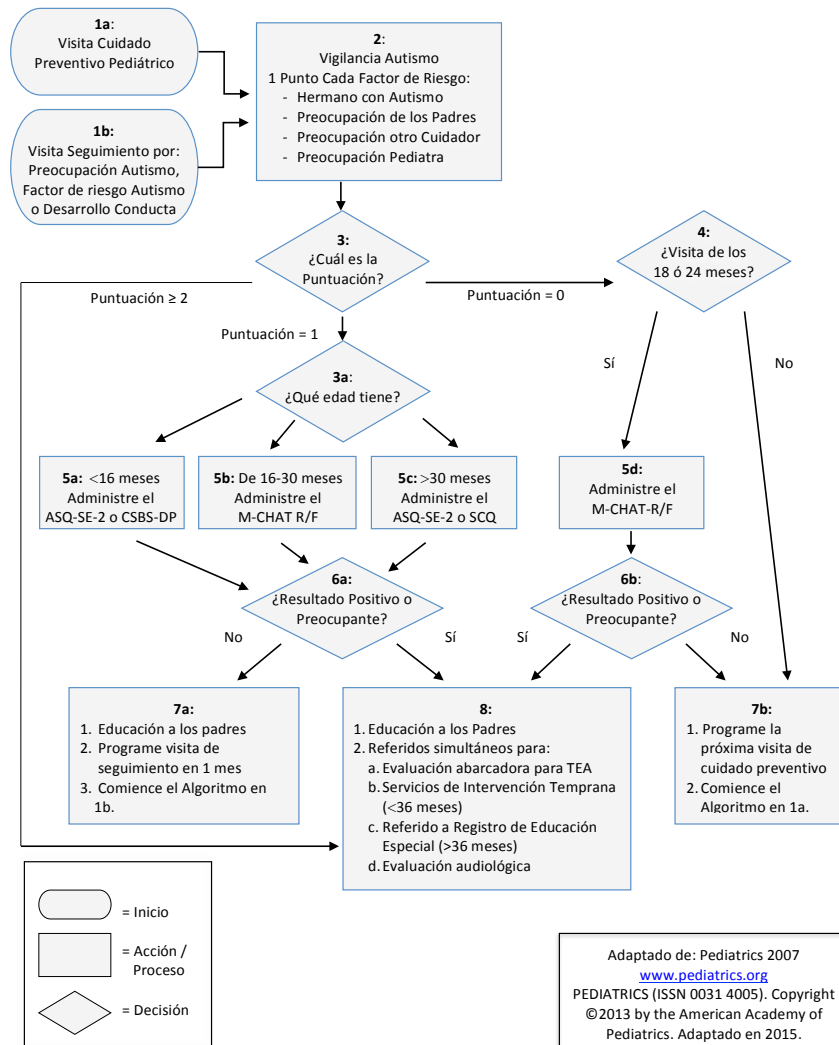 1a:
Visita Cuidado
Preventivo Pediátrico
1b:
Visita Seguimiento por:
Preocupación Autismo,
Factor de riesgo Autismo
o Desarrollo Conducta
2:
Vigilancia Autismo
1 Punto Cada Factor de Riesgo:
- Hermano con Autismo
- Preocupación de los Padres
- Preocupación otro Cuidador
- Preocupación Pediatra
3:
¿Cuál es la
Puntuación?
4:
¿Visita de los
18 ó 24 meses?
Puntuación ≥ 2
Puntuación = 0
Puntuación = 1
3a:
¿Qué edad tiene?
Sí
No
5a: <16 meses
Administre el
ASQ-SE-2 o CSBS-DP
5b: De 16-30 meses
Administre el
M-CHAT R/F
5c: >30 meses
Administre el
ASQ-SE-2 o SCQ
5d:
Administre el
M-CHAT-R/F
6a:
¿Resultado Positivo o
Preocupante?
6b:
¿Resultado Positivo o
Preocupante?
No
Sí
Sí
No
7a:
1. Educación a los padres
2. Programe visita de
seguimiento en 1 mes
3. Comience el Algoritmo en
1b.
8:
1. Educación a los Padres
2. Referidos simultáneos para:
a. Evaluación abarcadora para TEA
b. Servicios de Intervención Temprana
(<36 meses)
c. Referido a Registro de Educación
Especial (>36 meses)
d. Evaluación audiológica
7b:
1. Programe la
próxima visita de
cuidado preventivo
2. Comience el
Algoritmo en 1a.
= Inicio
= Acción /
Proceso
= Decisión
Adaptado de: Pediatrics 2007
www.pediatrics.org
PEDIATRICS (ISSN 0031 4005). Copyright
©2013 by the American Academy of
Pediatrics. Adaptado en 2015.